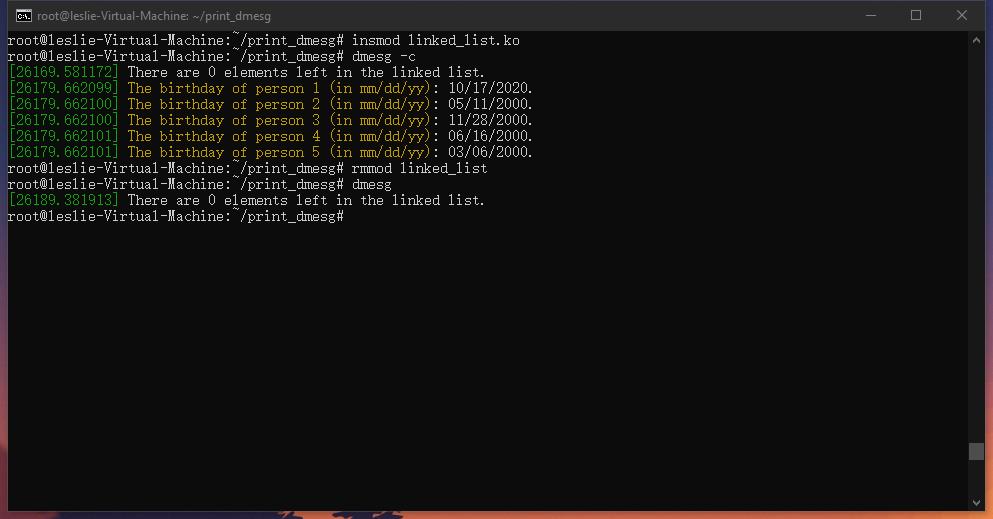 root@leslie-Virtual-Machine: ~/print_dmesg
root@leslie-Virtual-Machine:~/print_dmesg# insmod linked_list.ko
root@leslie-Virtual-Machine:~/print_dmesg# dmesg -c
[26169.581172] There are 0 elements left in the linked list.
[26179.662099] The birthday of person 1 (in mm/dd/yy): 10/17/2020.
[26179.662100] The birthday of person 2 (in mm/dd/yy): 05/11/2000.
[26179.662100] The birthday of person 3 (in mm/dd/yy): 11/28/2000.
[26179.662101] The birthday of person 4 (in mm/dd/yy): 06/16/2000.
[26179.662101] The birthday of person 5 (in mm/dd/yy): 03/06/2000.
root@leslie-Virtual-Machine:~/print_dmesg# rmmod linked_list
root@leslie-Virtual-Machine:~/print_dmesg# dmesg
[26189.381913] There are 0 elements left in the linked list.
root@leslie-Virtual-Machine:~/print_dmesg#